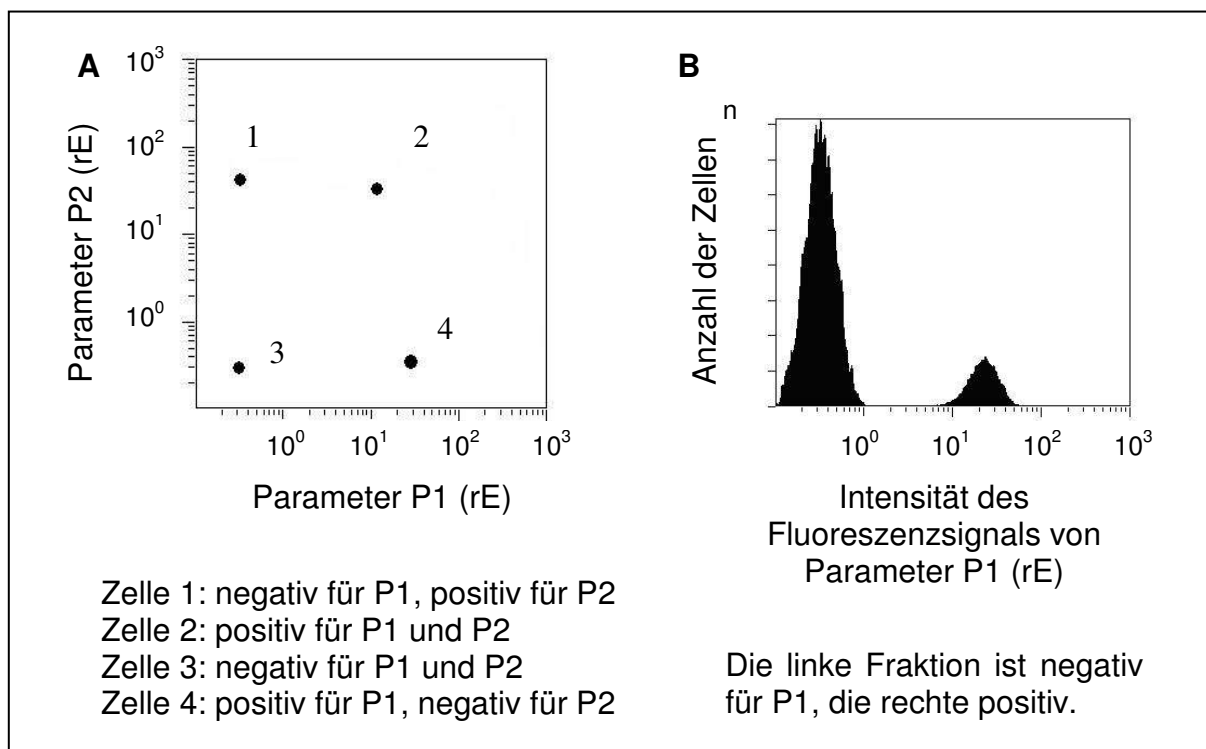 A
10³
10²
10¹
10⁰
Parameter P2 (rE)
1
2
3
4
10⁰ 10¹ 10² 10³
Parameter P1 (rE)
Zelle 1: negativ für P1, positiv für P2
Zelle 2: positiv für P1 und P2
Zelle 3: negativ für P1 und P2
Zelle 4: positiv für P1, negativ für P2
B
n
Anzahl der Zellen
10⁰ 10¹ 10² 10³
Intensität des
Fluoreszenzsignals von
Parameter P1 (rE)
Die linke Fraktion ist negativ
für P1, die rechte positiv.